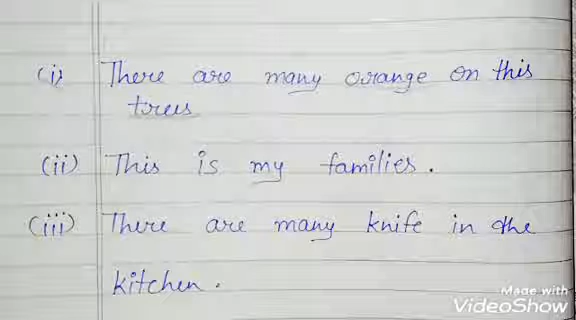 (i) There are many orange on this
trees
(ii) This is my families.
(iii) There are many knife in the
kitchen.
Made with
VideoShow